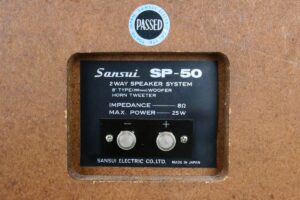 PASSED
Sansui SP-50
2 WAY SPEAKER SYSTEM
8" TYPE (200mm) WOOFER
HORN TWEETER
IMPEDANCE 8Ω
MAX. POWER 25W
− +
SANSUI ELECTRIC CO., LTD. MADE IN JAPAN